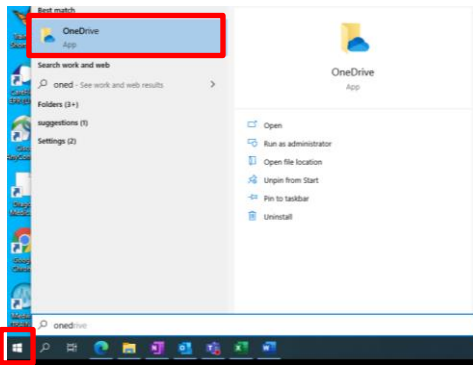 Best match
OneDrive
App
Search work and web
oned - See work and web results
Folders (3+)
suggestions (1)
Settings (2)
OneDrive
App
Open
Run as administrator
Open file location
Unpin from Start
Pin to taskbar
Uninstall
onedrive